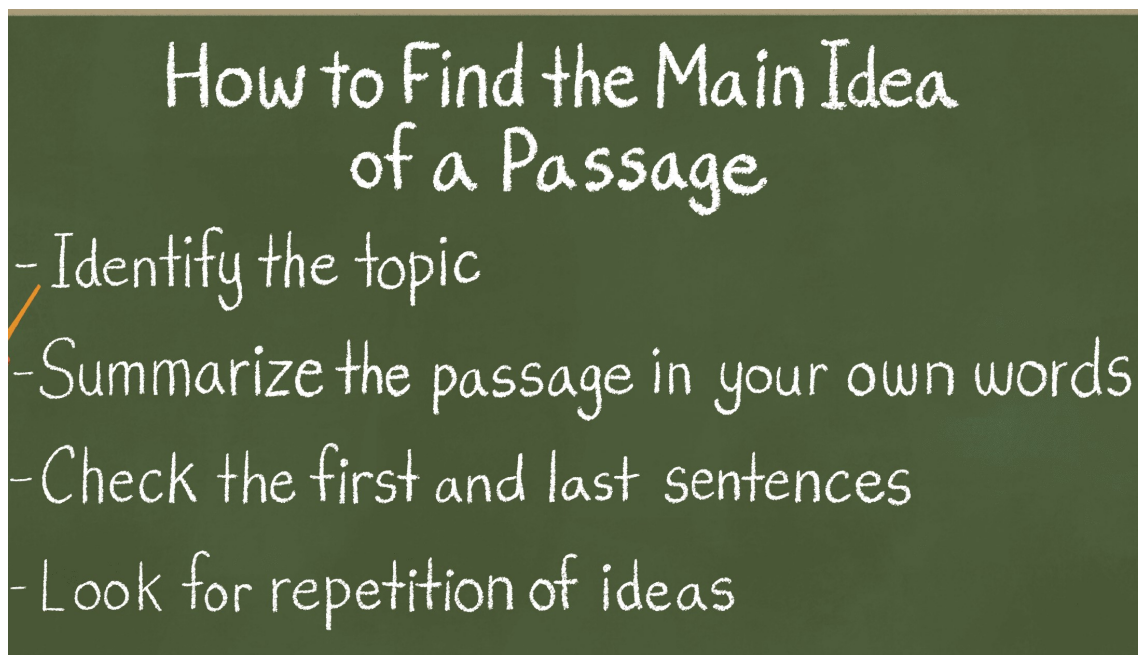 How to Find the Main Idea
of a Passage
- Identify the topic
- Summarize the passage in your own words
- Check the first and last sentences
- Look for repetition of ideas